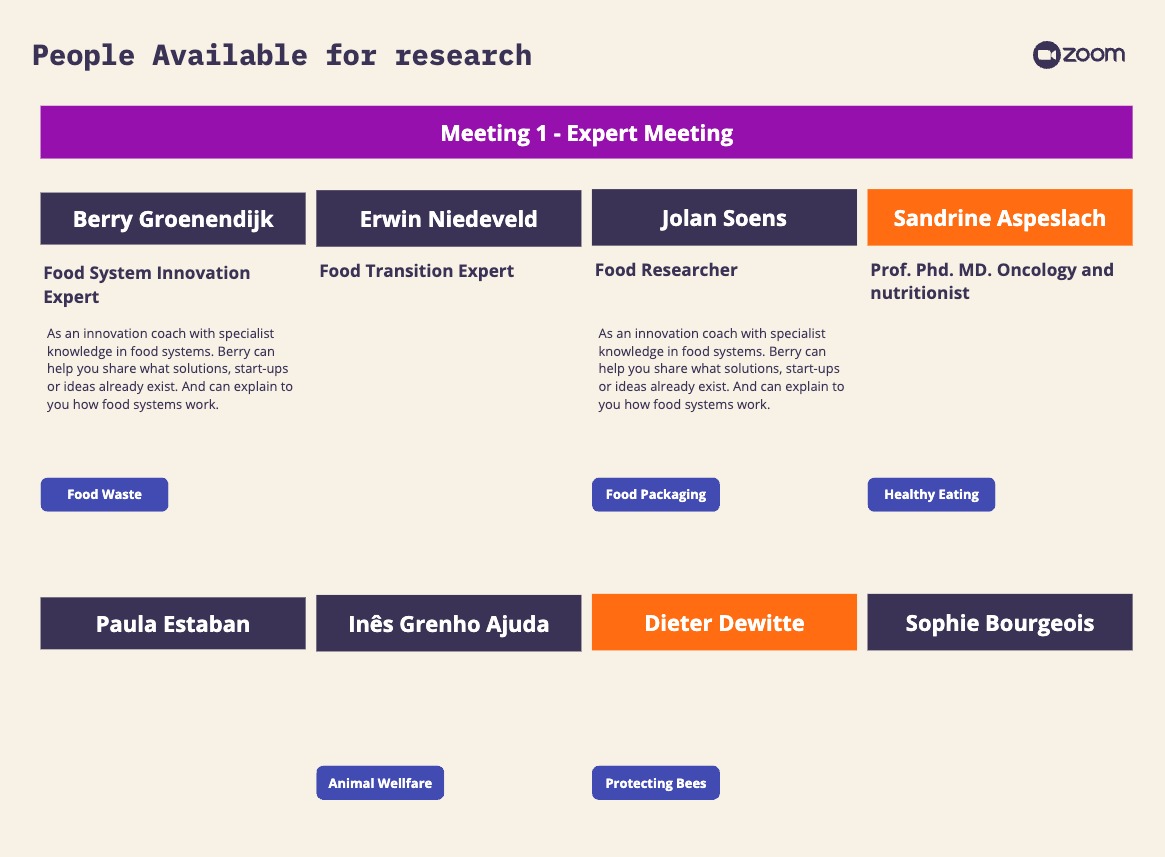 People Available for research
zoom
Meeting 1 - Expert Meeting
Berry Groenendijk
Food System Innovation
Expert
As an innovation coach with specialist
knowledge in food systems. Berry can
help you share what solutions, start-ups
or ideas already exist. And can explain to
you how food systems work.
Food Waste
Erwin Niedeveld
Food Transition Expert
Jolan Soens
Food Researcher
As an innovation coach with specialist
knowledge in food systems. Berry can
help you share what solutions, start-ups
or ideas already exist. And can explain to
you how food systems work.
Food Packaging
Sandrine Aspeslach
Prof. Phd. MD. Oncology and
nutritionist
Healthy Eating
Paula Estaban
Inês Grenho Ajuda
Animal Wellfare
Dieter Dewitte
Protecting Bees
Sophie Bourgeois